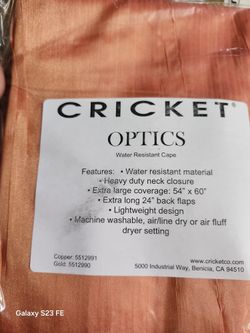 CRICKET®
OPTICS
Water Resistant Cape
Features: • Water resistant material
• Heavy duty neck closure
• Extra large coverage: 54" x 60"
• Extra long 24" back flaps
• Lightweight design
• Machine washable, air/line dry or air fluff
dryer setting
Copper: 5512991
Gold: 5512990
www.cricketco.com
5000 Industrial Way, Benicia, CA 94510
Galaxy S23 FE